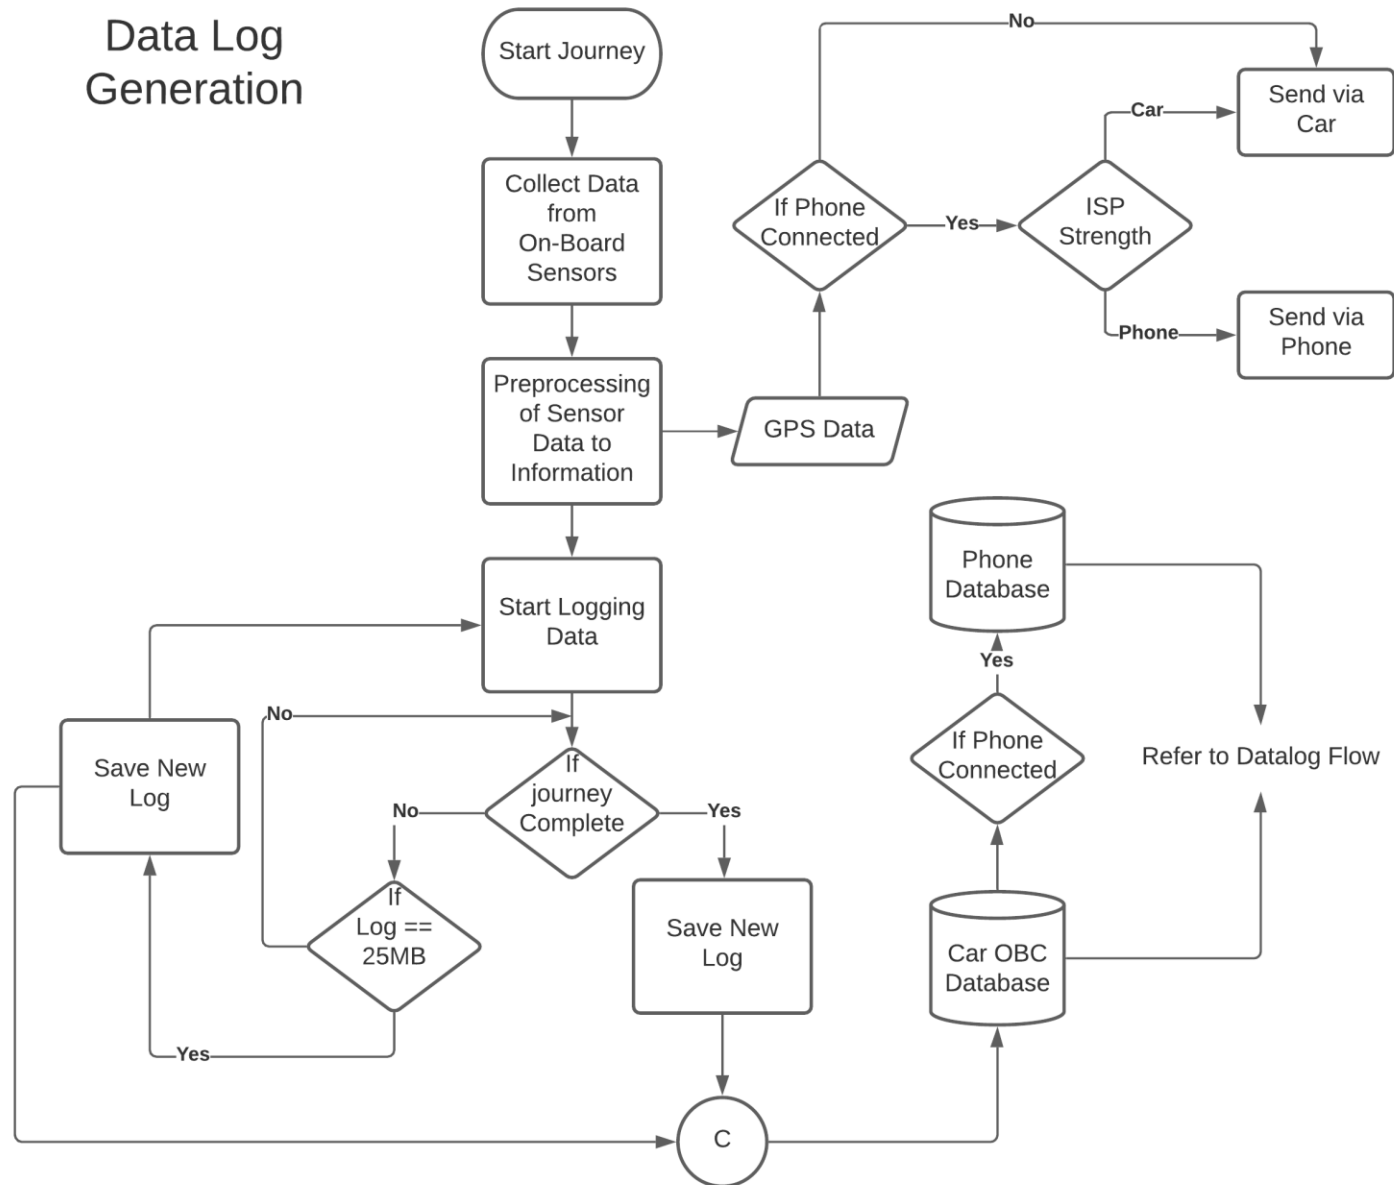 Data Log
Generation
Start Journey
Collect Data
from
On-Board
Sensors
Preprocessing
of Sensor
Data to
Information
GPS Data
If Phone
Connected
No
Yes
ISP
Strength
Car
Send via
Car
Phone
Send via
Phone
Start Logging
Data
No
If
journey
Complete
No
Yes
If
Log ==
25MB
Yes
Save New
Log
Save New
Log
C
Car OBC
Database
If Phone
Connected
Yes
Phone
Database
Refer to Datalog Flow